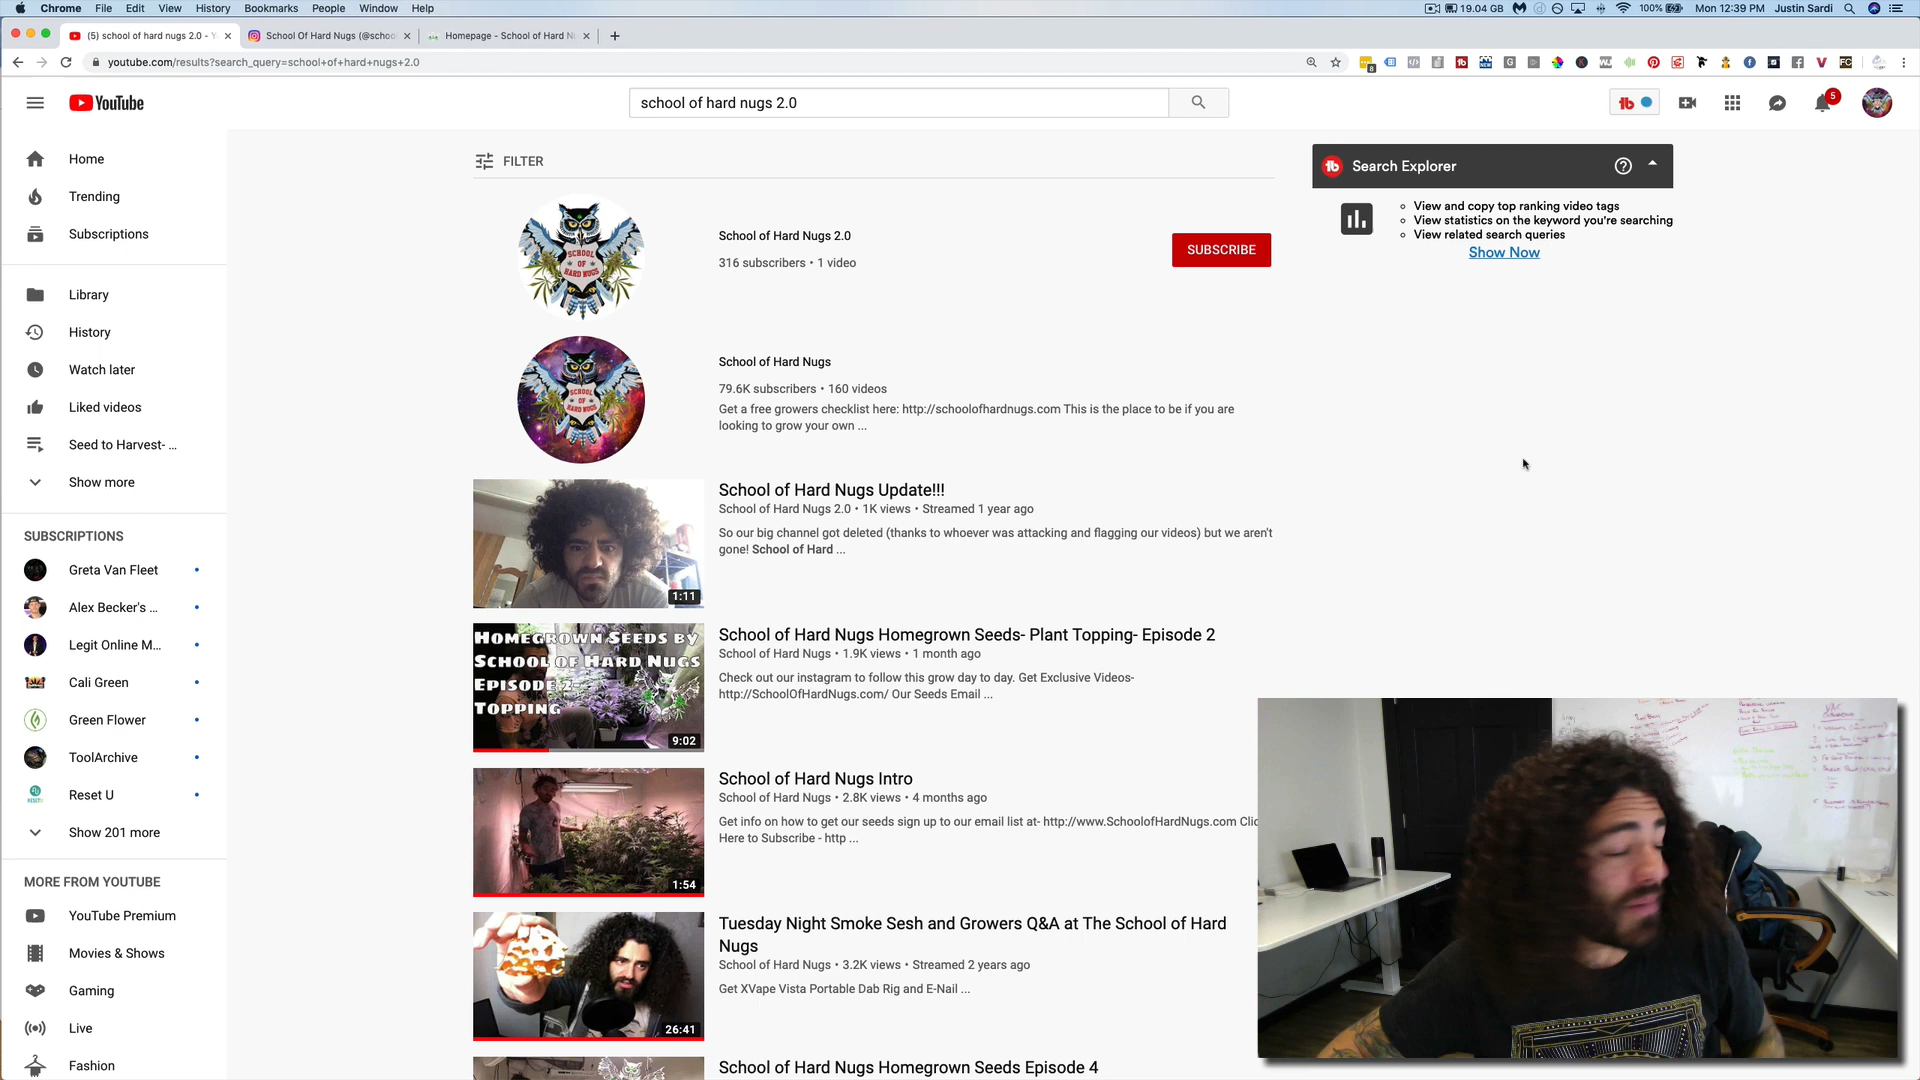 Chrome File Edit View History Bookmarks People Window Help
19.04 GB 100% Mon 12:39 PM Justin Sardi
(5) school of hard nugs 2.0 - Y
School Of Hard Nugs (@schoo
Homepage - School of Hard Nu
youtube.com/results?search_query=school+of+hard+nugs+2.0
YouTube
school of hard nugs 2.0
5
Home
Trending
Subscriptions
Library
History
Watch later
Liked videos
Seed to Harvest- ...
Show more
SUBSCRIPTIONS
Greta Van Fleet
Alex Becker's ...
Legit Online M...
Cali Green
Green Flower
ToolArchive
Reset U
Show 201 more
MORE FROM YOUTUBE
YouTube Premium
Movies & Shows
Gaming
Live
Fashion
FILTER
SCHOOL
OF
HARD NUGS
School of Hard Nugs 2.0
316 subscribers • 1 video
SUBSCRIBE
SCHOOL
OF
HARD NUGS
School of Hard Nugs
79.6K subscribers • 160 videos
Get a free growers checklist here: http://schoolofhardnugs.com This is the place to be if you are
looking to grow your own ...
1:11
School of Hard Nugs Update!!!
School of Hard Nugs 2.0 • 1K views • Streamed 1 year ago
So our big channel got deleted (thanks to whoever was attacking and flagging our videos) but we aren't
gone! School of Hard ...
HOMEGROWN SEEDS BY
SCHOOL OF HARD NUGS
EPISODE 2-
TOPPING
9:02
School of Hard Nugs Homegrown Seeds- Plant Topping- Episode 2
School of Hard Nugs • 1.9K views • 1 month ago
Check out our instagram to follow this grow day to day. Get Exclusive Videos-
http://SchoolOfHardNugs.com/ Our Seeds Email ...
1:54
School of Hard Nugs Intro
School of Hard Nugs • 2.8K views • 4 months ago
Get info on how to get our seeds sign up to our email list at- http://www.SchoolofHardNugs.com Clic
Here to Subscribe - http ...
26:41
Tuesday Night Smoke Sesh and Growers Q&A at The School of Hard
Nugs
School of Hard Nugs • 3.2K views • Streamed 2 years ago
Get XVape Vista Portable Dab Rig and E-Nail ...
School of Hard Nugs Homegrown Seeds Episode 4
Search Explorer
View and copy top ranking video tags
View statistics on the keyword you're searching
View related search queries
Show Now